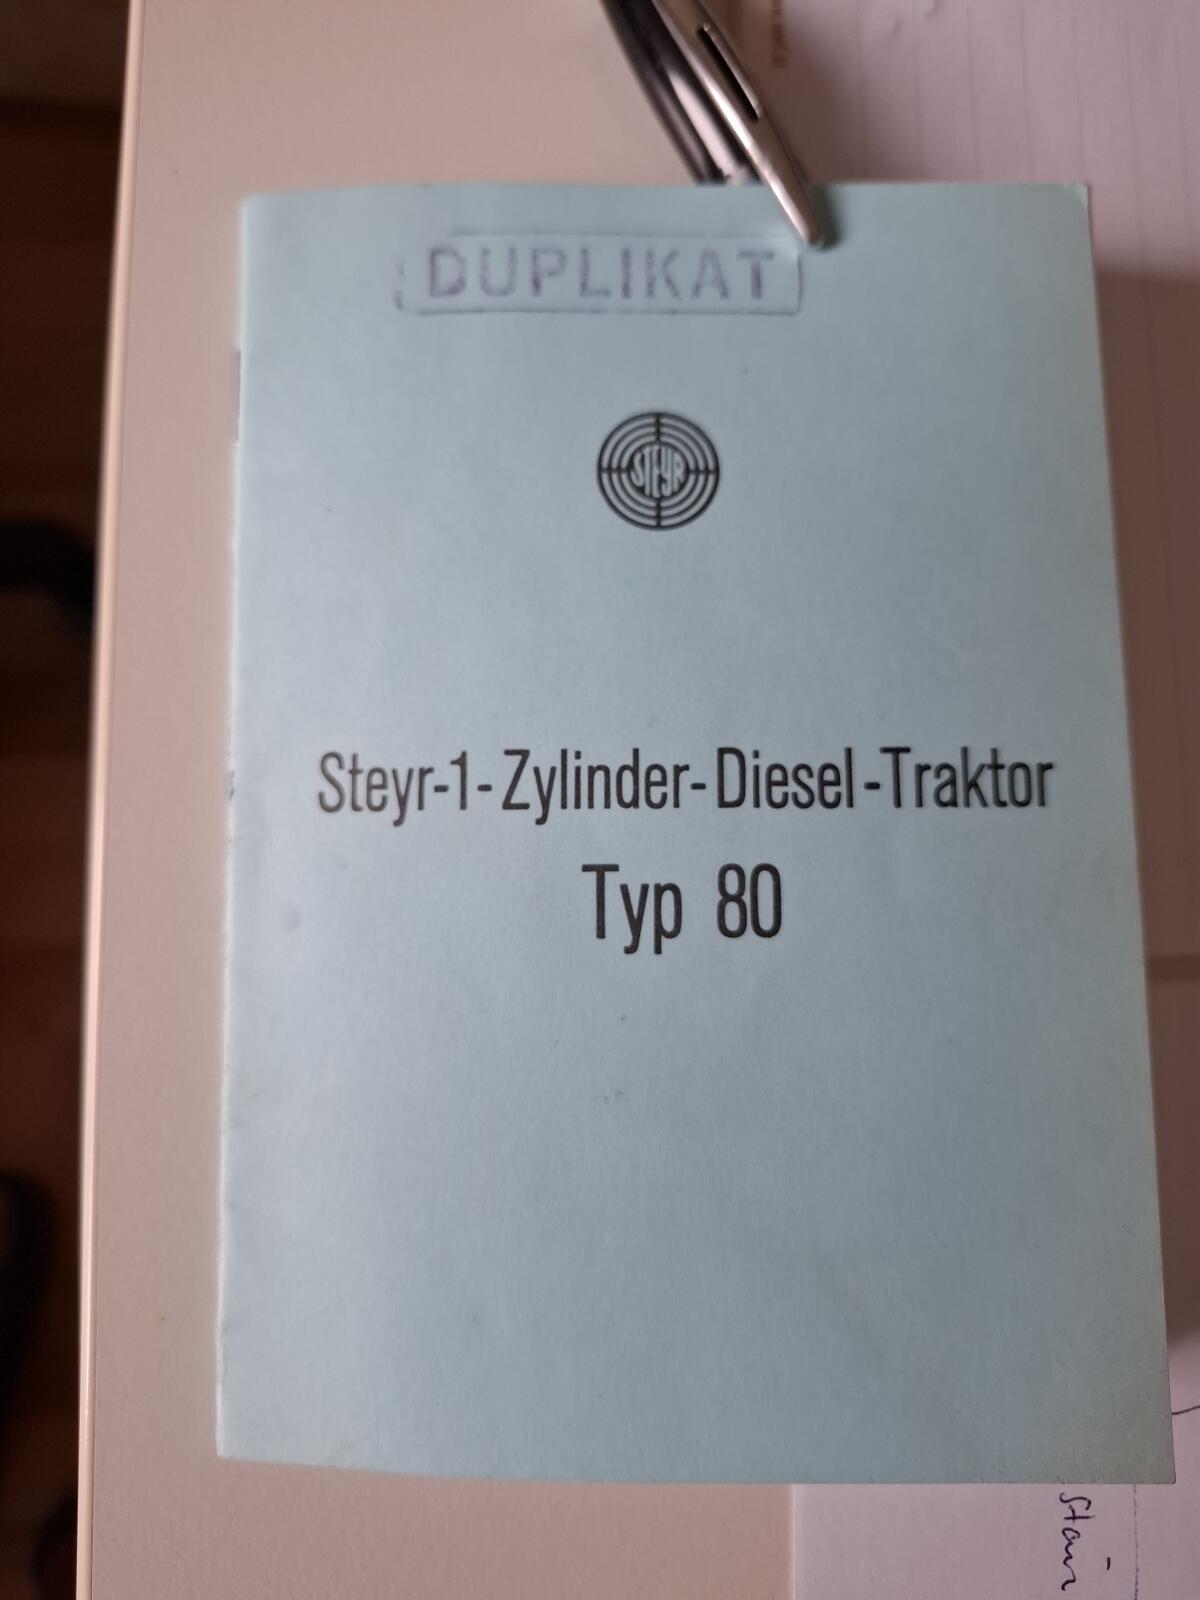 DUPLIKAT
STEYR
Steyr-1-Zylinder-Diesel-Traktor
Typ 80